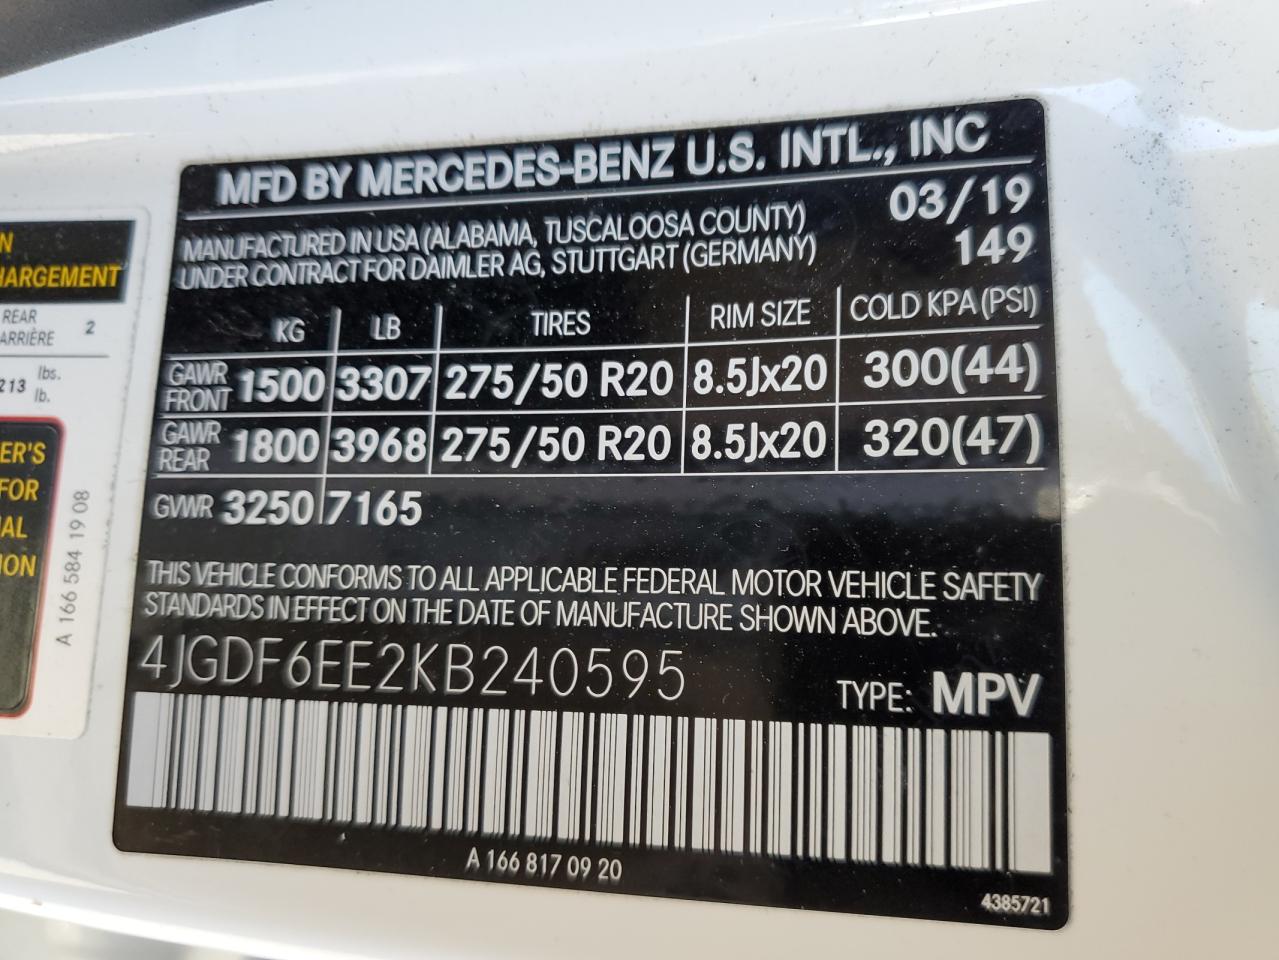 N
HARGEMENT
REAR 2
ARRIÈRE
213 lbs.
lb.
ER'S
FOR
IAL
ION
A 166 584 19 08
MFD BY MERCEDES-BENZ U.S. INTL., INC
MANUFACTURED IN USA (ALABAMA, TUSCALOOSA COUNTY) 03/19
UNDER CONTRACT FOR DAIMLER AG, STUTTGART (GERMANY) 149
KG LB TIRES RIM SIZE COLD KPA (PSI)
GAWR FRONT 1500 3307 275/50 R20 8.5Jx20 300(44)
GAWR REAR 1800 3968 275/50 R20 8.5Jx20 320(47)
GVWR 3250 7165
THIS VEHICLE CONFORMS TO ALL APPLICABLE FEDERAL MOTOR VEHICLE SAFETY
STANDARDS IN EFFECT ON THE DATE OF MANUFACTURE SHOWN ABOVE.
4JGDF6EE2KB240595 TYPE: MPV
A 166 817 09 20
4385721